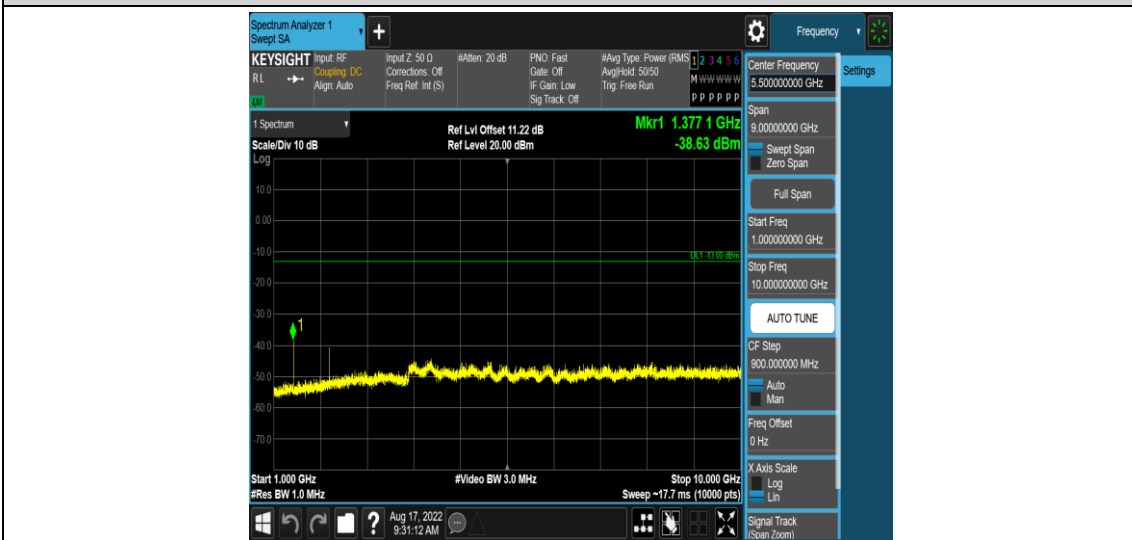 Spectrum Analyzer 1
Swept SA
+
Frequency
KEYSIGHT
RL
LXI
Input: RF
Coupling: DC
Align: Auto
Input Z: 50 Ω
Corrections: Off
Freq Ref: Int (S)
#Atten: 20 dB
PNO: Fast
Gate: Off
IF Gain: Low
Sig Track: Off
#Avg Type: Power (RMS
Avg|Hold: 50/50
Trig: Free Run
1 2 3 4 5 6
M W W W W W
P P P P P P
1 Spectrum
Scale/Div 10 dB
Ref Lvl Offset 11.22 dB
Ref Level 20.00 dBm
Mkr1 1.377 1 GHz
-38.63 dBm
Log
10.0
0.00
-10.0
DL1 -13.00 dBm
-20.0
-30.0
1
-40.0
-50.0
-60.0
-70.0
Start 1.000 GHz
#Res BW 1.0 MHz
#Video BW 3.0 MHz
Stop 10.000 GHz
Sweep ~17.7 ms (10000 pts)
Center Frequency
5.500000000 GHz
Settings
Span
9.00000000 GHz
Swept Span
Zero Span
Full Span
Start Freq
1.000000000 GHz
Stop Freq
10.000000000 GHz
AUTO TUNE
CF Step
900.000000 MHz
Auto
Man
Freq Offset
0 Hz
X Axis Scale
Log
Lin
Signal Track
(Span Zoom)
?
Aug 17, 2022
9:31:12 AM